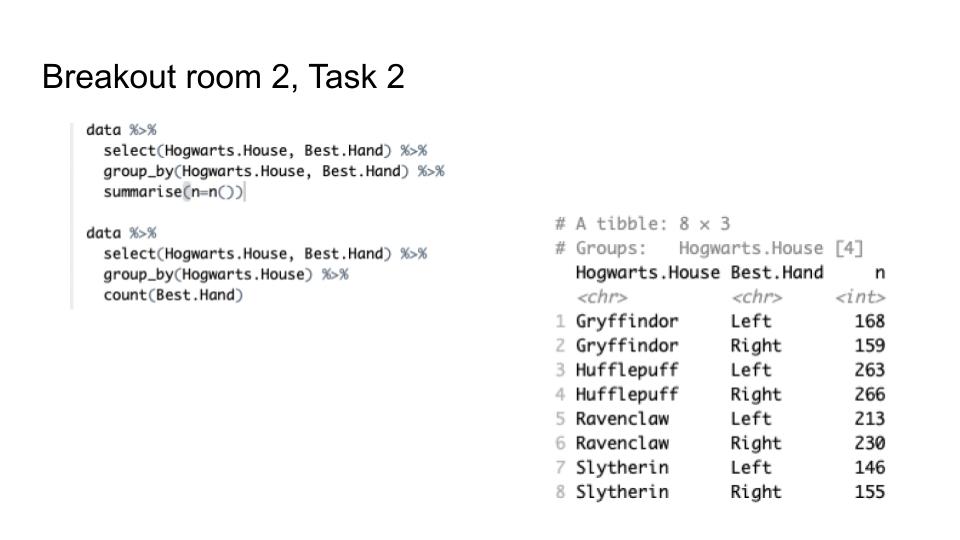 Breakout room 2, Task 2
data %>%
select(Hogwarts.House, Best.Hand) %>%
group_by(Hogwarts.House, Best.Hand) %>%
summarise(n=n())
data %>%
select(Hogwarts.House, Best.Hand) %>%
group_by(Hogwarts.House) %>%
count(Best.Hand)
# A tibble: 8 × 3
# Groups: Hogwarts.House [4]
Hogwarts.House Best.Hand n
<chr> <chr> <int>
1 Gryffindor Left 168
2 Gryffindor Right 159
3 Hufflepuff Left 263
4 Hufflepuff Right 266
5 Ravenclaw Left 213
6 Ravenclaw Right 230
7 Slytherin Left 146
8 Slytherin Right 155